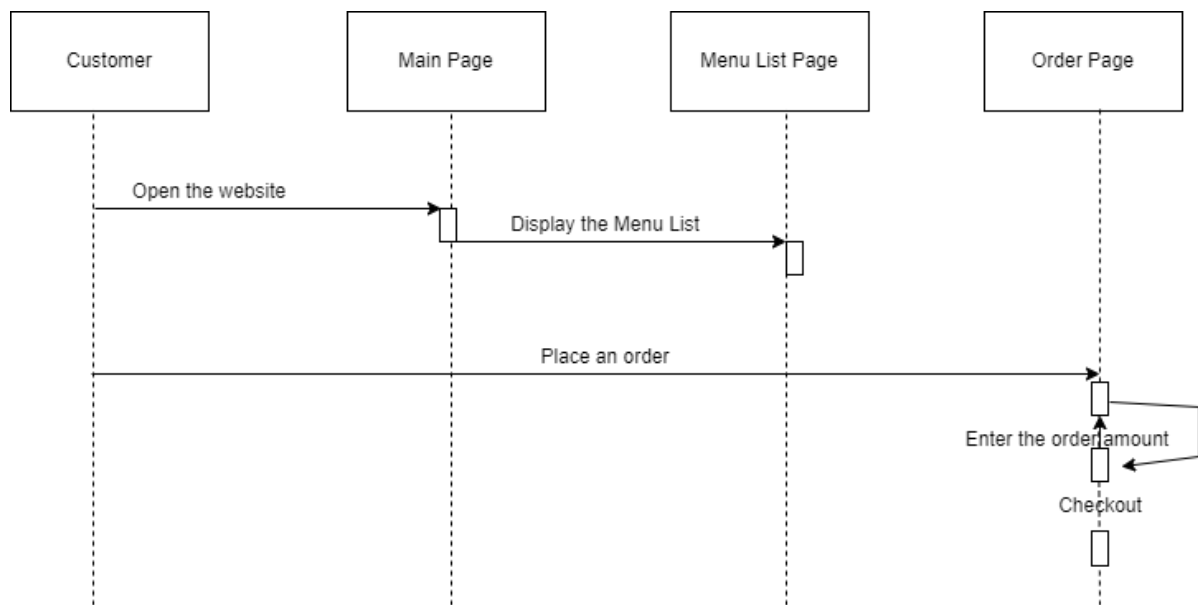 Customer
Main Page
Menu List Page
Order Page
Open the website
Display the Menu List
Place an order
Enter the order amount
Checkout